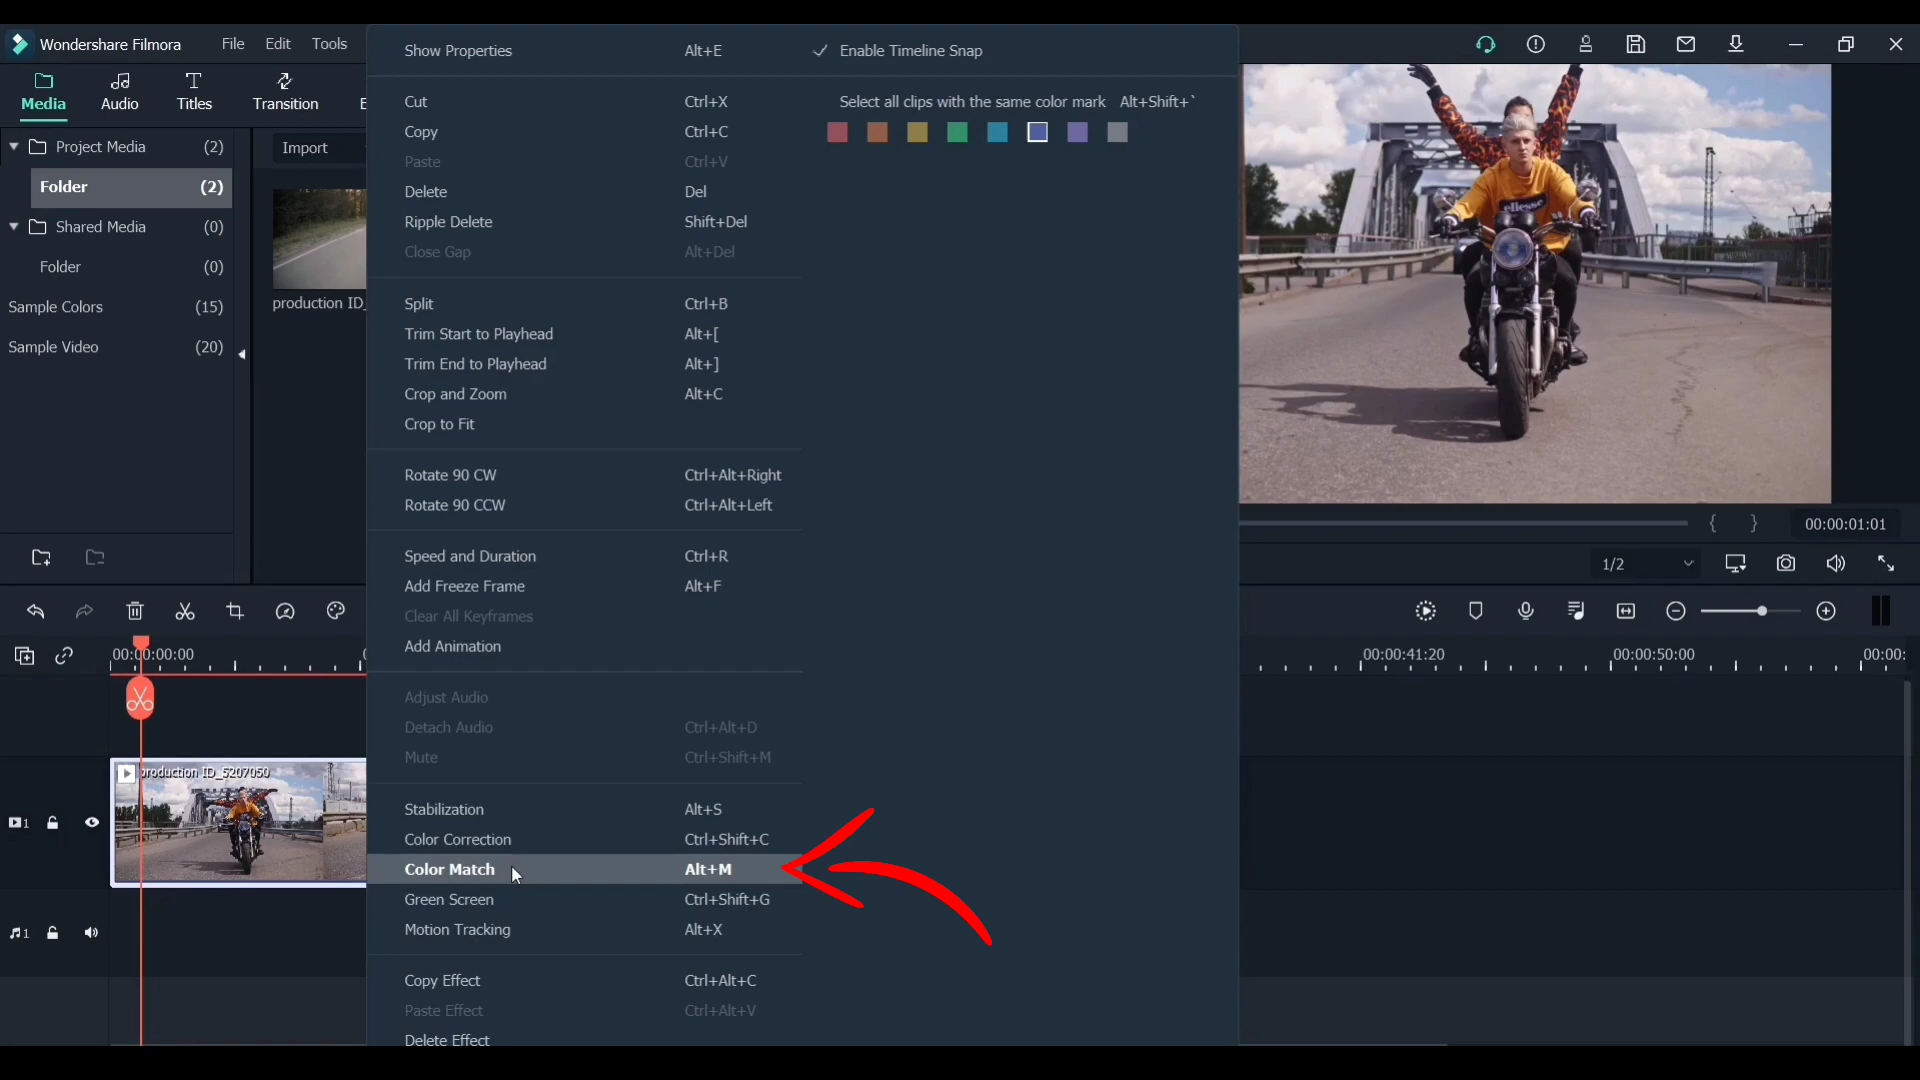 Wondershare Filmora
File Edit Tools
Media Audio Titles Transition E
Project Media (2)
Folder (2)
Shared Media (0)
Folder (0)
Sample Colors (15)
Sample Video (20)
Import
production ID_
Show Properties Alt+E
Cut Ctrl+X
Copy Ctrl+C
Paste Ctrl+V
Delete Del
Ripple Delete Shift+Del
Close Gap Alt+Del
Split Ctrl+B
Trim Start to Playhead Alt+[
Trim End to Playhead Alt+]
Crop and Zoom Alt+C
Crop to Fit
Rotate 90 CW Ctrl+Alt+Right
Rotate 90 CCW Ctrl+Alt+Left
Speed and Duration Ctrl+R
Add Freeze Frame Alt+F
Clear All Keyframes
Add Animation
Adjust Audio
Detach Audio Ctrl+Alt+D
Mute Ctrl+Shift+M
Stabilization Alt+S
Color Correction Ctrl+Shift+C
Color Match Alt+M
Green Screen Ctrl+Shift+G
Motion Tracking Alt+X
Copy Effect Ctrl+Alt+C
Paste Effect Ctrl+Alt+V
Delete Effect
Enable Timeline Snap
Select all clips with the same color mark Alt+Shift+`
ellesse
{ } 00:00:01:01
1/2
00:00:00:00
00:00:41:20 00:00:50:00 00:00:
production ID_5207050
1
1